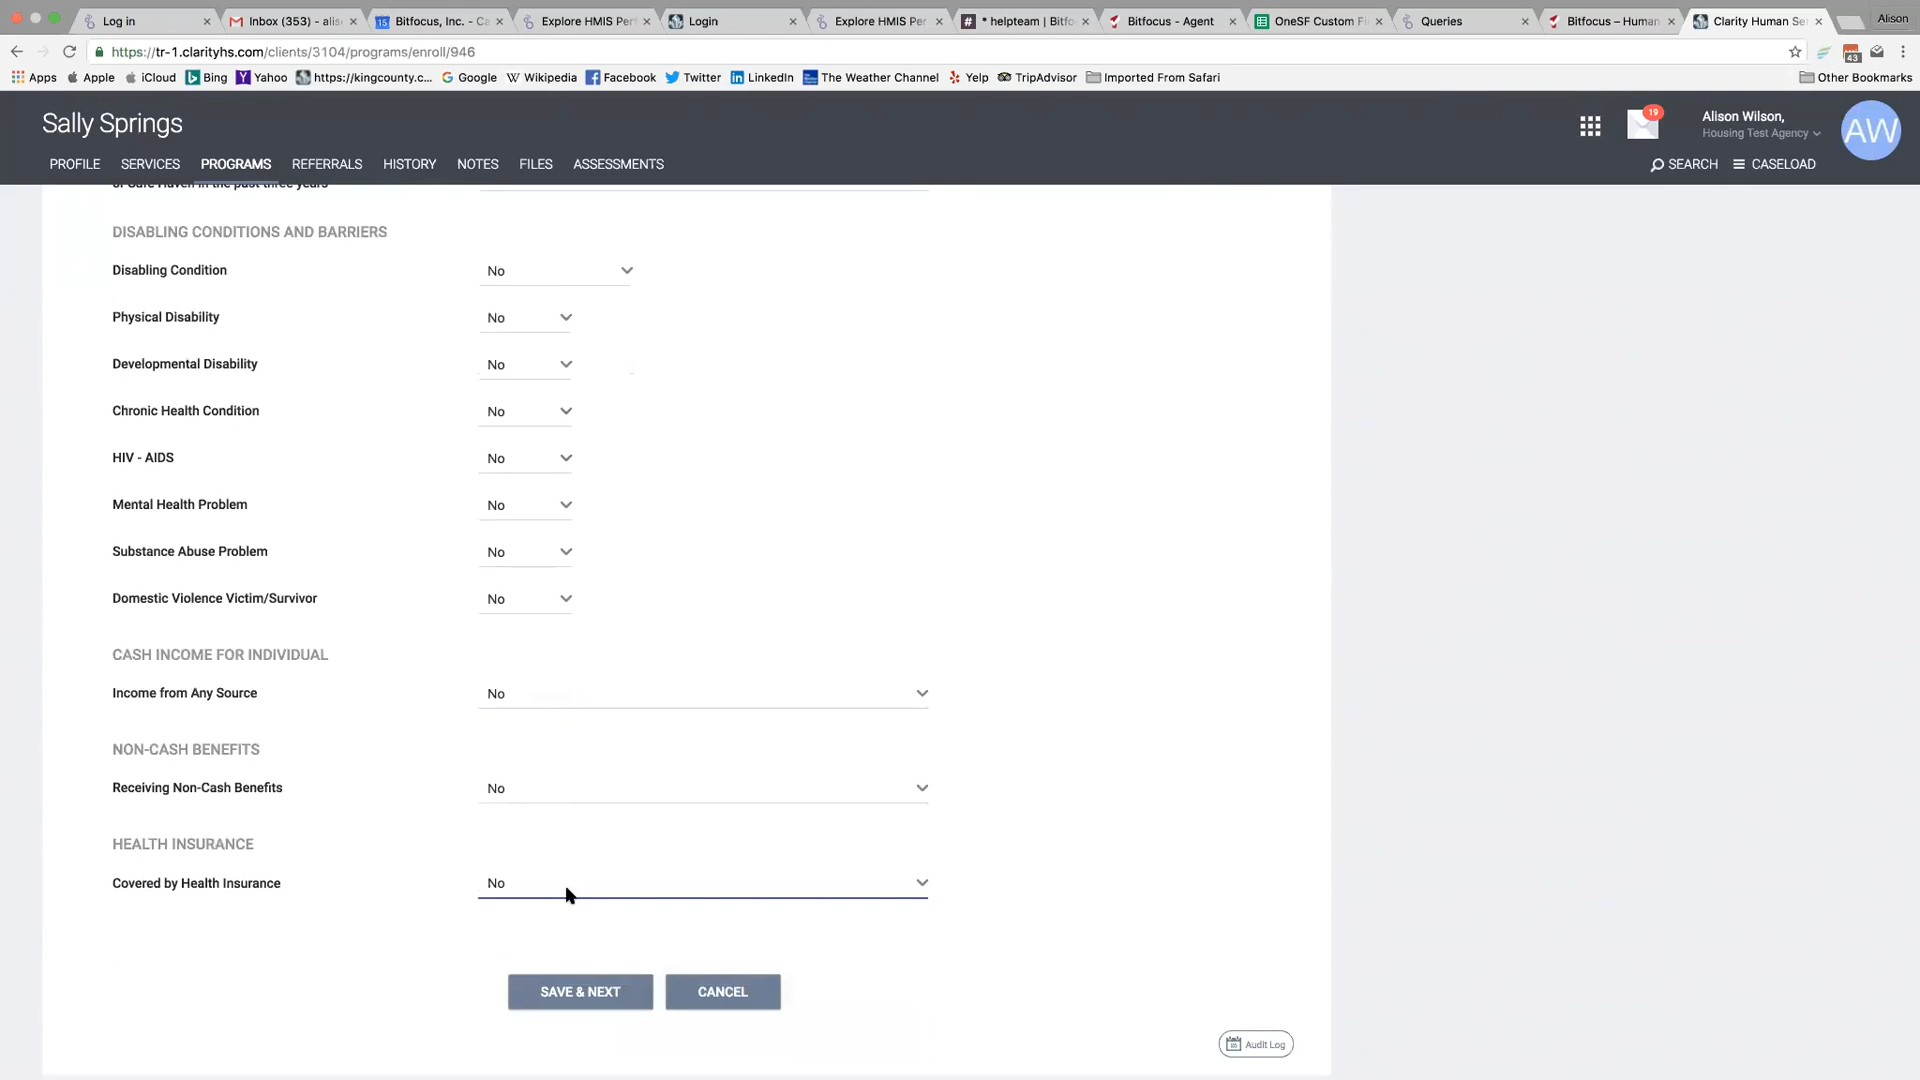 Log in
Inbox (353) - alis
15 Bitfocus, Inc. - Ca
Explore HMIS Perf
Login
Explore HMIS Per
* helpteam | Bitfo
Bitfocus - Agent
OneSF Custom Fi
Queries
Bitfocus – Human
Clarity Human Se
Alison
https://tr-1.clarityhs.com/clients/3104/programs/enroll/946
43
Apps
Apple
iCloud
Bing
Yahoo
https://kingcounty.c...
Google
Wikipedia
Facebook
Twitter
LinkedIn
The Weather Channel
Yelp
TripAdvisor
Imported From Safari
Other Bookmarks
Sally Springs
19
Alison Wilson,
Housing Test Agency
AW
PROFILE SERVICES PROGRAMS REFERRALS HISTORY NOTES FILES ASSESSMENTS
SEARCH CASELOAD
or Safe Haven in the past three years
DISABLING CONDITIONS AND BARRIERS
Disabling Condition No
Physical Disability No
Developmental Disability No
Chronic Health Condition No
HIV - AIDS No
Mental Health Problem No
Substance Abuse Problem No
Domestic Violence Victim/Survivor No
CASH INCOME FOR INDIVIDUAL
Income from Any Source No
NON-CASH BENEFITS
Receiving Non-Cash Benefits No
HEALTH INSURANCE
Covered by Health Insurance No
SAVE & NEXT CANCEL
Audit Log